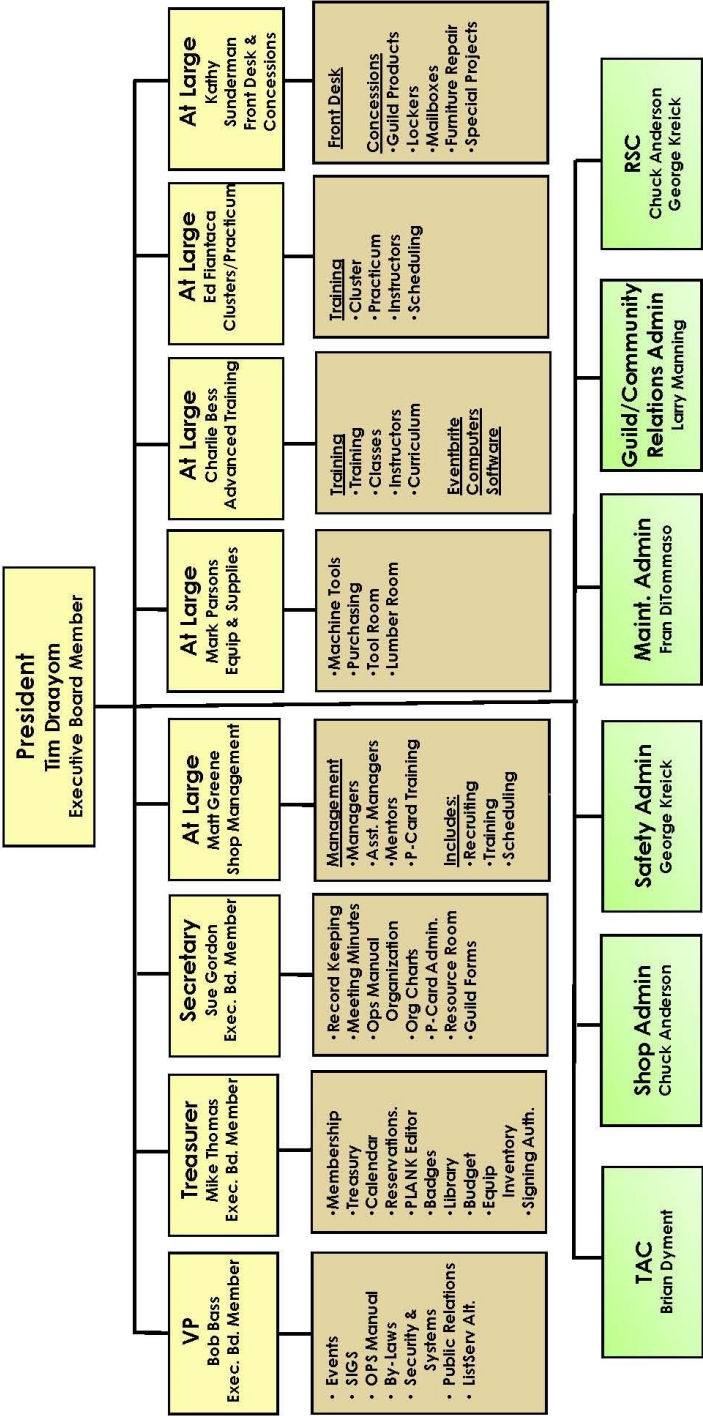 President
Tim Draayom
Executive Board Member
VP
Bob Bass
Exec. Bd. Member
• Events
• SIGS
• OPS Manual
• By-Laws
• Security &
Systems
• Public Relations
• ListServ Alt.
Treasurer
Mike Thomas
Exec. Bd. Member
•Membership
•Treasury
•Calendar
•Reservations.
•PLANK Editor
•Badges
•Library
•Budget
•Equip
Inventory
•Signing Auth.
Secretary
Sue Gordon
Exec. Bd. Member
•Record Keeping
•Meeting Minutes
•Ops Manual
Organization
•Org Charts
•P-Card Admin.
•Resource Room
•Guild Forms
At Large
Matt Greene
Shop Management
Management
•Managers
•Asst. Managers
•Mentors
•P-Card Training
Includes:
•Recruiting
•Training
•Scheduling
At Large
Mark Parsons
Equip & Supplies
•Machine Tools
•Purchasing
•Tool Room
•Lumber Room
At Large
Charlie Bess
Advanced Training
Training
•Training
•Classes
•Instructors
•Curriculum
Eventbrite
Computers
Software
At Large
Ed Fiantaca
Clusters/Practicum
Training
•Cluster
•Practicum
•Instructors
•Scheduling
At Large
Kathy
Sunderman
Front Desk &
Concessions
Front Desk
Concessions
•Guild Products
•Lockers
•Mailboxes
•Furniture Repair
•Special Projects
TAC
Brian Dyment
Shop Admin
Chuck Anderson
Safety Admin
George Kreick
Maint. Admin
Fran DiTommaso
Guild/Community
Relations Admin
Larry Manning
RSC
Chuck Anderson
George Kreick